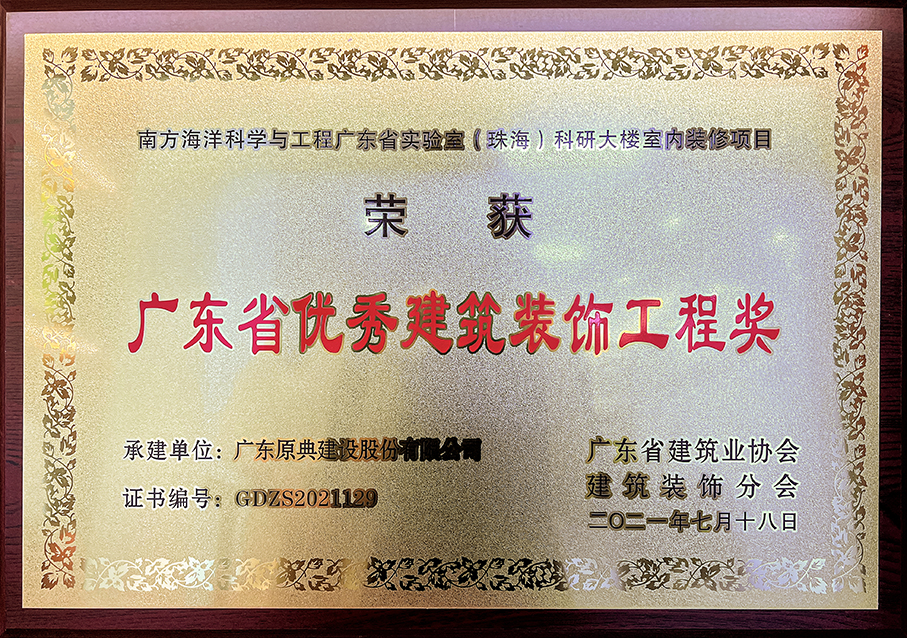 南方海洋科学与工程广东省实验室（珠海）科研大楼室内装修项目
荣获
广东省优秀建筑装饰工程奖
承建单位：广东原典建设股份有限公司
证书编号：GDZS2021129
广东省建筑业协会
建筑装饰分会
二〇二一年七月十八日